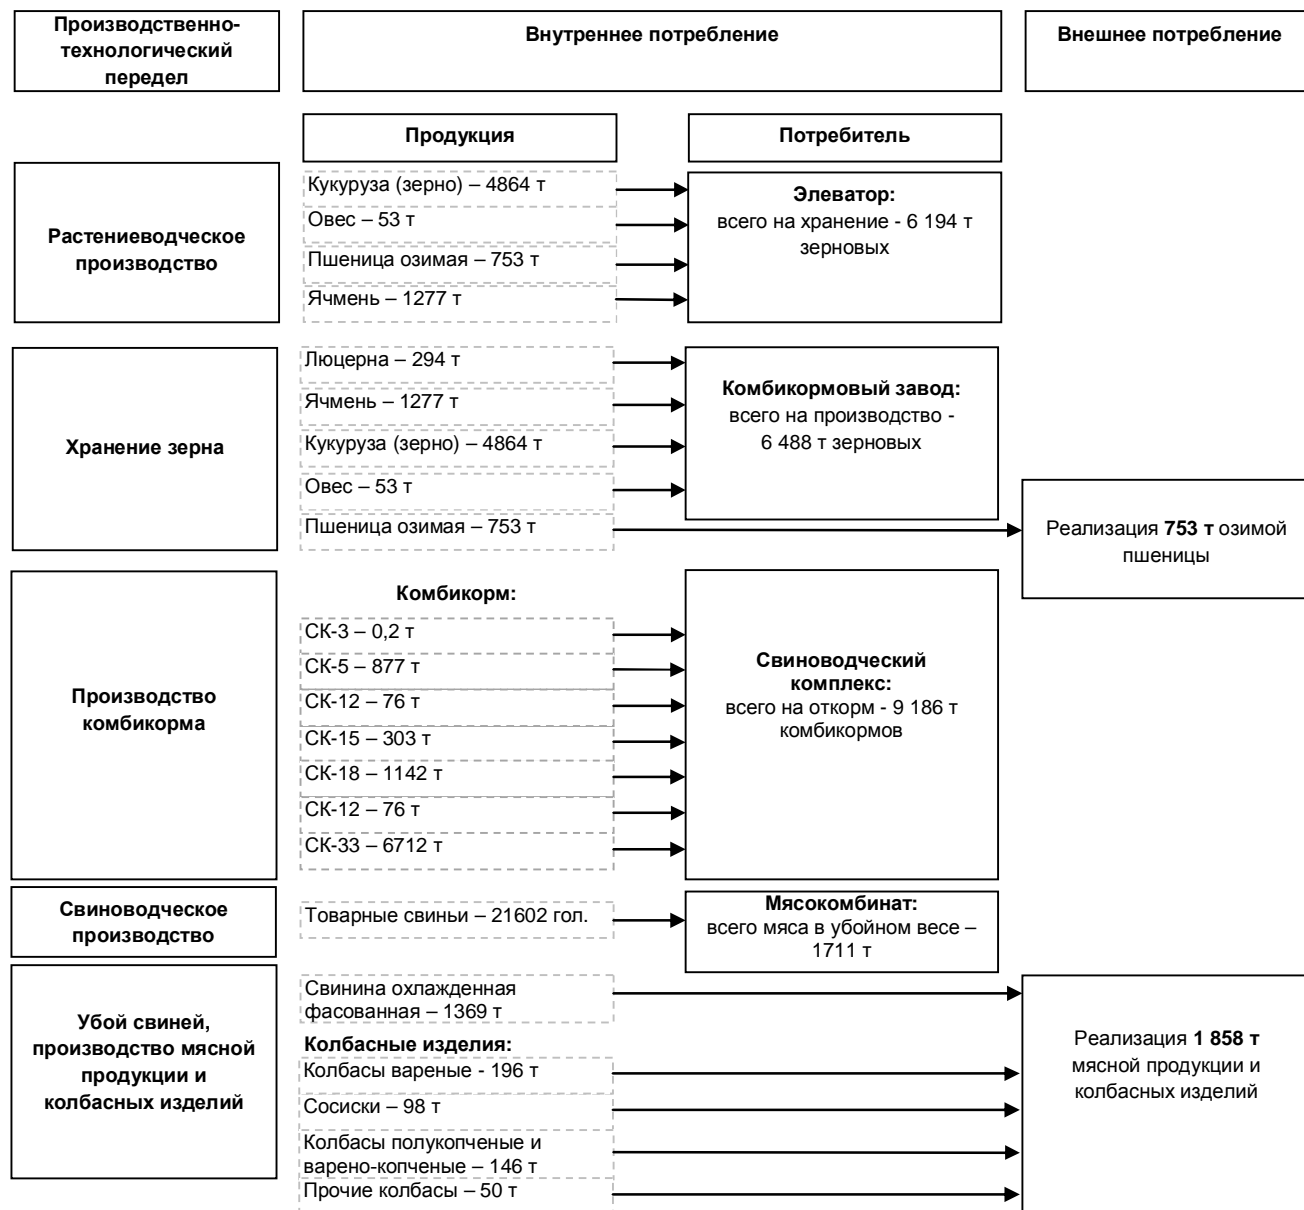 Производственно-
технологический
передел
Внутреннее потребление
Внешнее потребление
Продукция
Потребитель
Растениеводческое
производство
Кукуруза (зерно) – 4864 т
Овес – 53 т
Пшеница озимая – 753 т
Ячмень – 1277 т
Элеватор:
всего на хранение - 6 194 т
зерновых
Хранение зерна
Люцерна – 294 т
Ячмень – 1277 т
Кукуруза (зерно) – 4864 т
Овес – 53 т
Пшеница озимая – 753 т
Комбикормовый завод:
всего на производство -
6 488 т зерновых
Реализация 753 т озимой
пшеницы
Производство
комбикорма
Комбикорм:
СК-3 – 0,2 т
СК-5 – 877 т
СК-12 – 76 т
СК-15 – 303 т
СК-18 – 1142 т
СК-12 – 76 т
СК-33 – 6712 т
Свиноводческий
комплекс:
всего на откорм - 9 186 т
комбикормов
Свиноводческое
производство
Товарные свиньи – 21602 гол.
Мясокомбинат:
всего мяса в убойном весе –
1711 т
Убой свиней,
производство мясной
продукции и
колбасных изделий
Свинина охлажденная
фасованная – 1369 т
Колбасные изделия:
Колбасы вареные - 196 т
Сосиски – 98 т
Колбасы полукопченые и
варено-копченые – 146 т
Прочие колбасы – 50 т
Реализация 1 858 т
мясной продукции и
колбасных изделий